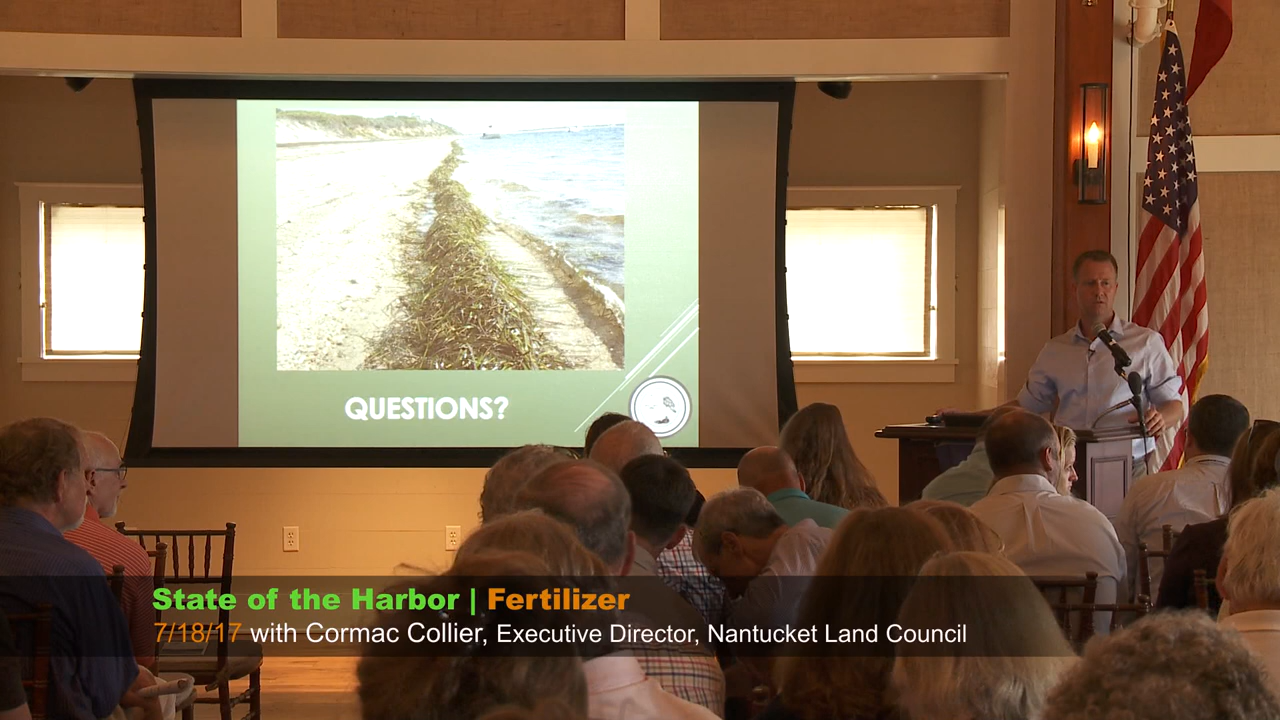 QUESTIONS?
State of the Harbor | Fertilizer
7/18/17 with Cormac Collier, Executive Director, Nantucket Land Council